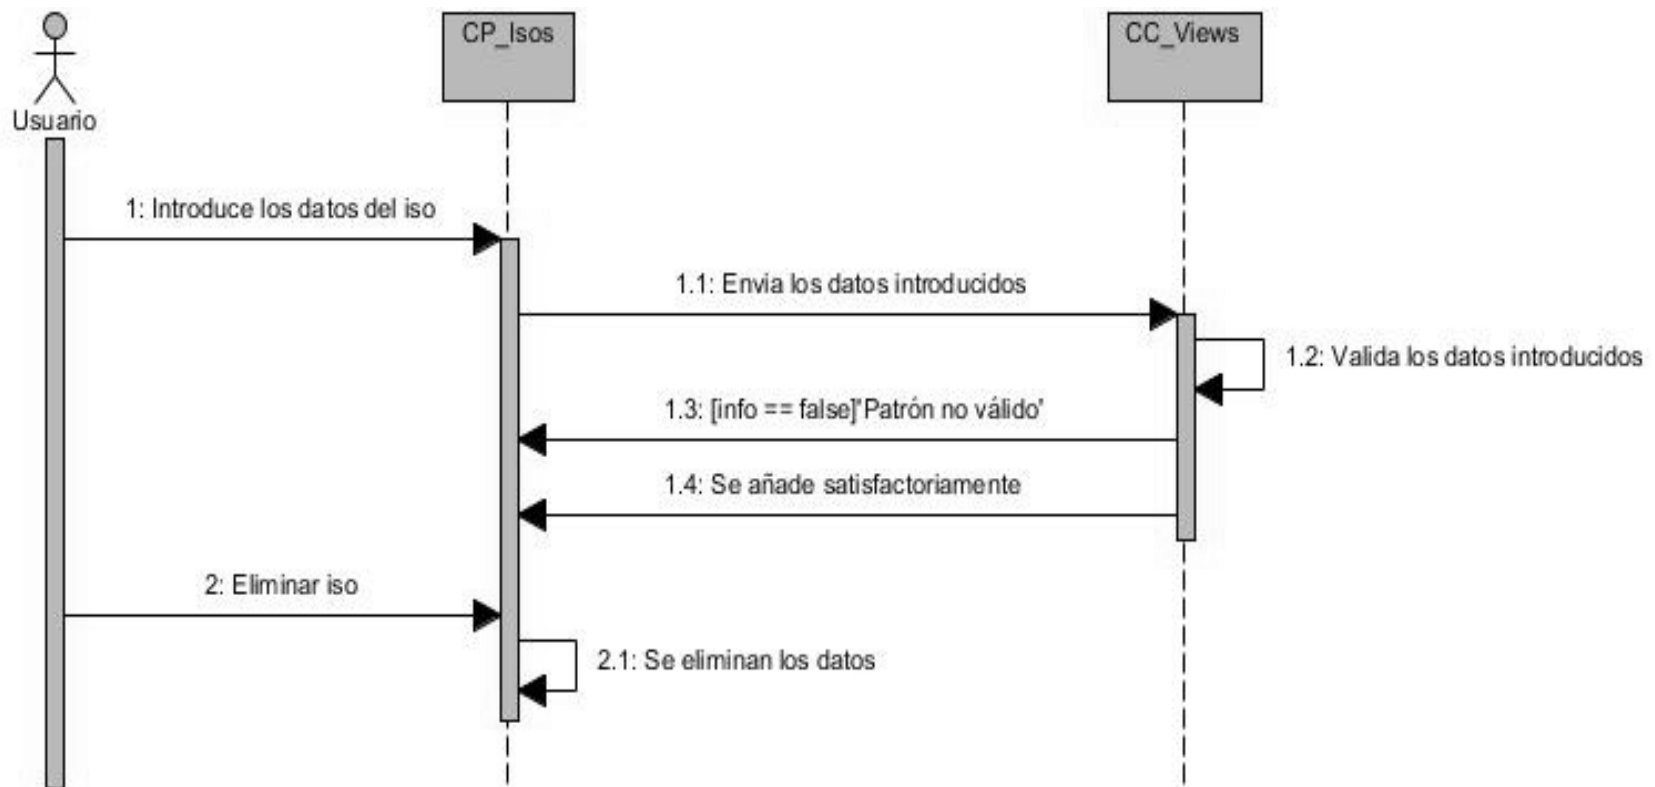 CP_Isos
CC_Views
Usuario
1: Introduce los datos del iso
1.1: Envia los datos introducidos
1.2: Valida los datos introducidos
1.3: [info == false]'Patrón no válido'
1.4: Se añade satisfactoriamente
2: Eliminar iso
2.1: Se eliminan los datos